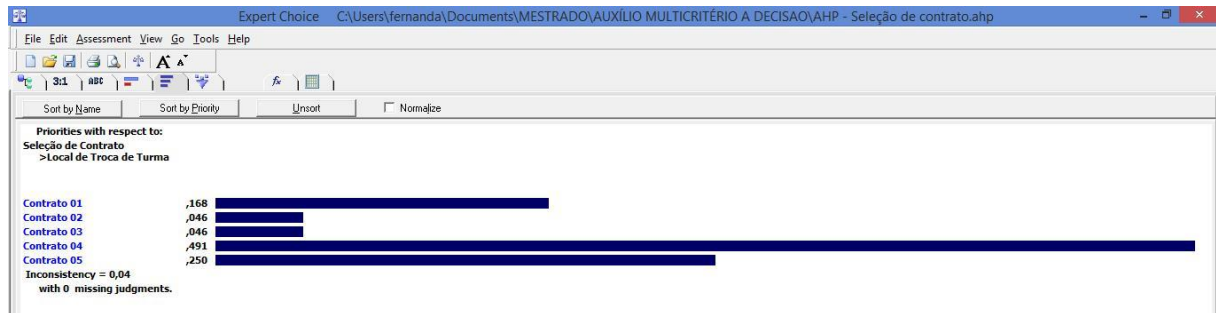 Expert Choice C:\Users\fernanda\Documents\MESTRADO\AUXÍLIO MULTICRITÉRIO A DECISAO\AHP - Seleção de contrato.ahp
File Edit Assessment View Go Tools Help
A A
3:1 ABC fx
Sort by Name Sort by Priority Unsort Normalize
Priorities with respect to:
Seleção de Contrato
>Local de Troca de Turma
Contrato 01 ,168
Contrato 02 ,046
Contrato 03 ,046
Contrato 04 ,491
Contrato 05 ,250
Inconsistency = 0,04
with 0 missing judgments.